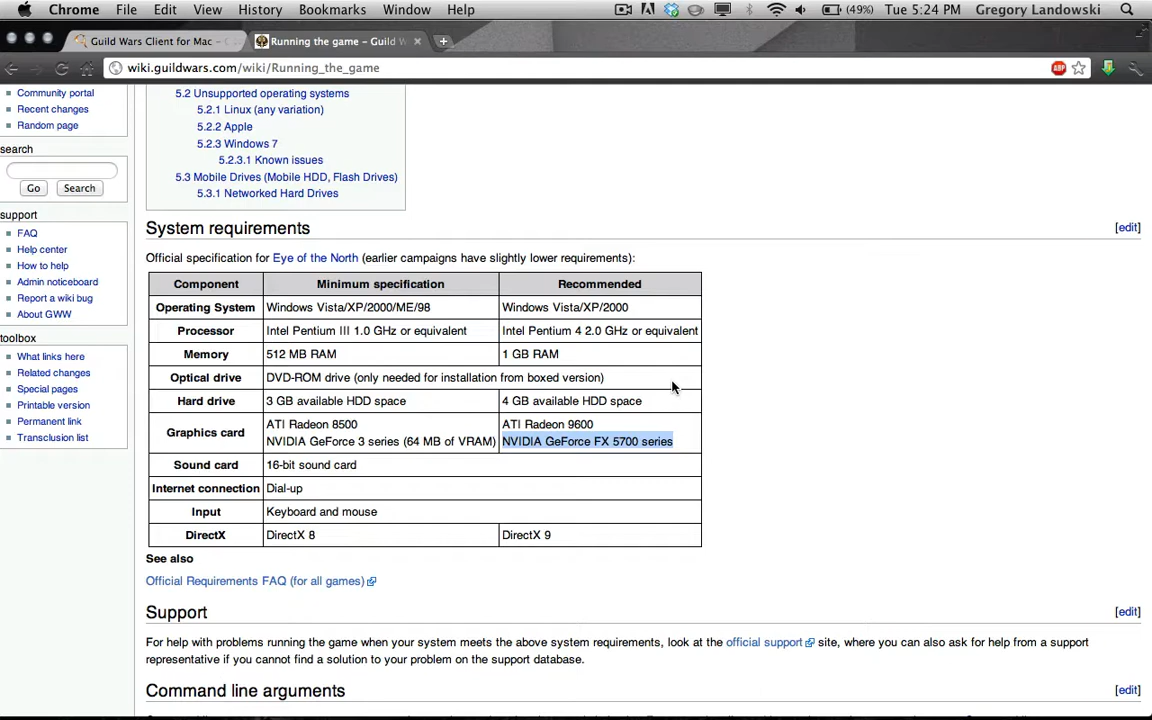 Chrome File Edit View History Bookmarks Window Help (49%) Tue 5:24 PM Gregory Landowski
Guild Wars Client for Mac -
Running the game – Guild W
wiki.guildwars.com/wiki/Running_the_game
ABP
Community portal
Recent changes
Random page
search
Go Search
support
FAQ
Help center
How to help
Admin noticeboard
Report a wiki bug
About GWW
toolbox
What links here
Related changes
Special pages
Printable version
Permanent link
Transclusion list
5.2 Unsupported operating systems
5.2.1 Linux (any variation)
5.2.2 Apple
5.2.3 Windows 7
5.2.3.1 Known issues
5.3 Mobile Drives (Mobile HDD, Flash Drives)
5.3.1 Networked Hard Drives
System requirements [edit]
Official specification for Eye of the North (earlier campaigns have slightly lower requirements):
Component Minimum specification Recommended
Operating System Windows Vista/XP/2000/ME/98 Windows Vista/XP/2000
Processor Intel Pentium III 1.0 GHz or equivalent Intel Pentium 4 2.0 GHz or equivalent
Memory 512 MB RAM 1 GB RAM
Optical drive DVD-ROM drive (only needed for installation from boxed version)
Hard drive 3 GB available HDD space 4 GB available HDD space
Graphics card ATI Radeon 8500 ATI Radeon 9600
NVIDIA GeForce 3 series (64 MB of VRAM) NVIDIA GeForce FX 5700 series
Sound card 16-bit sound card
Internet connection Dial-up
Input Keyboard and mouse
DirectX DirectX 8 DirectX 9
See also
Official Requirements FAQ (for all games)
Support [edit]
For help with problems running the game when your system meets the above system requirements, look at the official support site, where you can also ask for help from a support
representative if you cannot find a solution to your problem on the support database.
Command line arguments [edit]